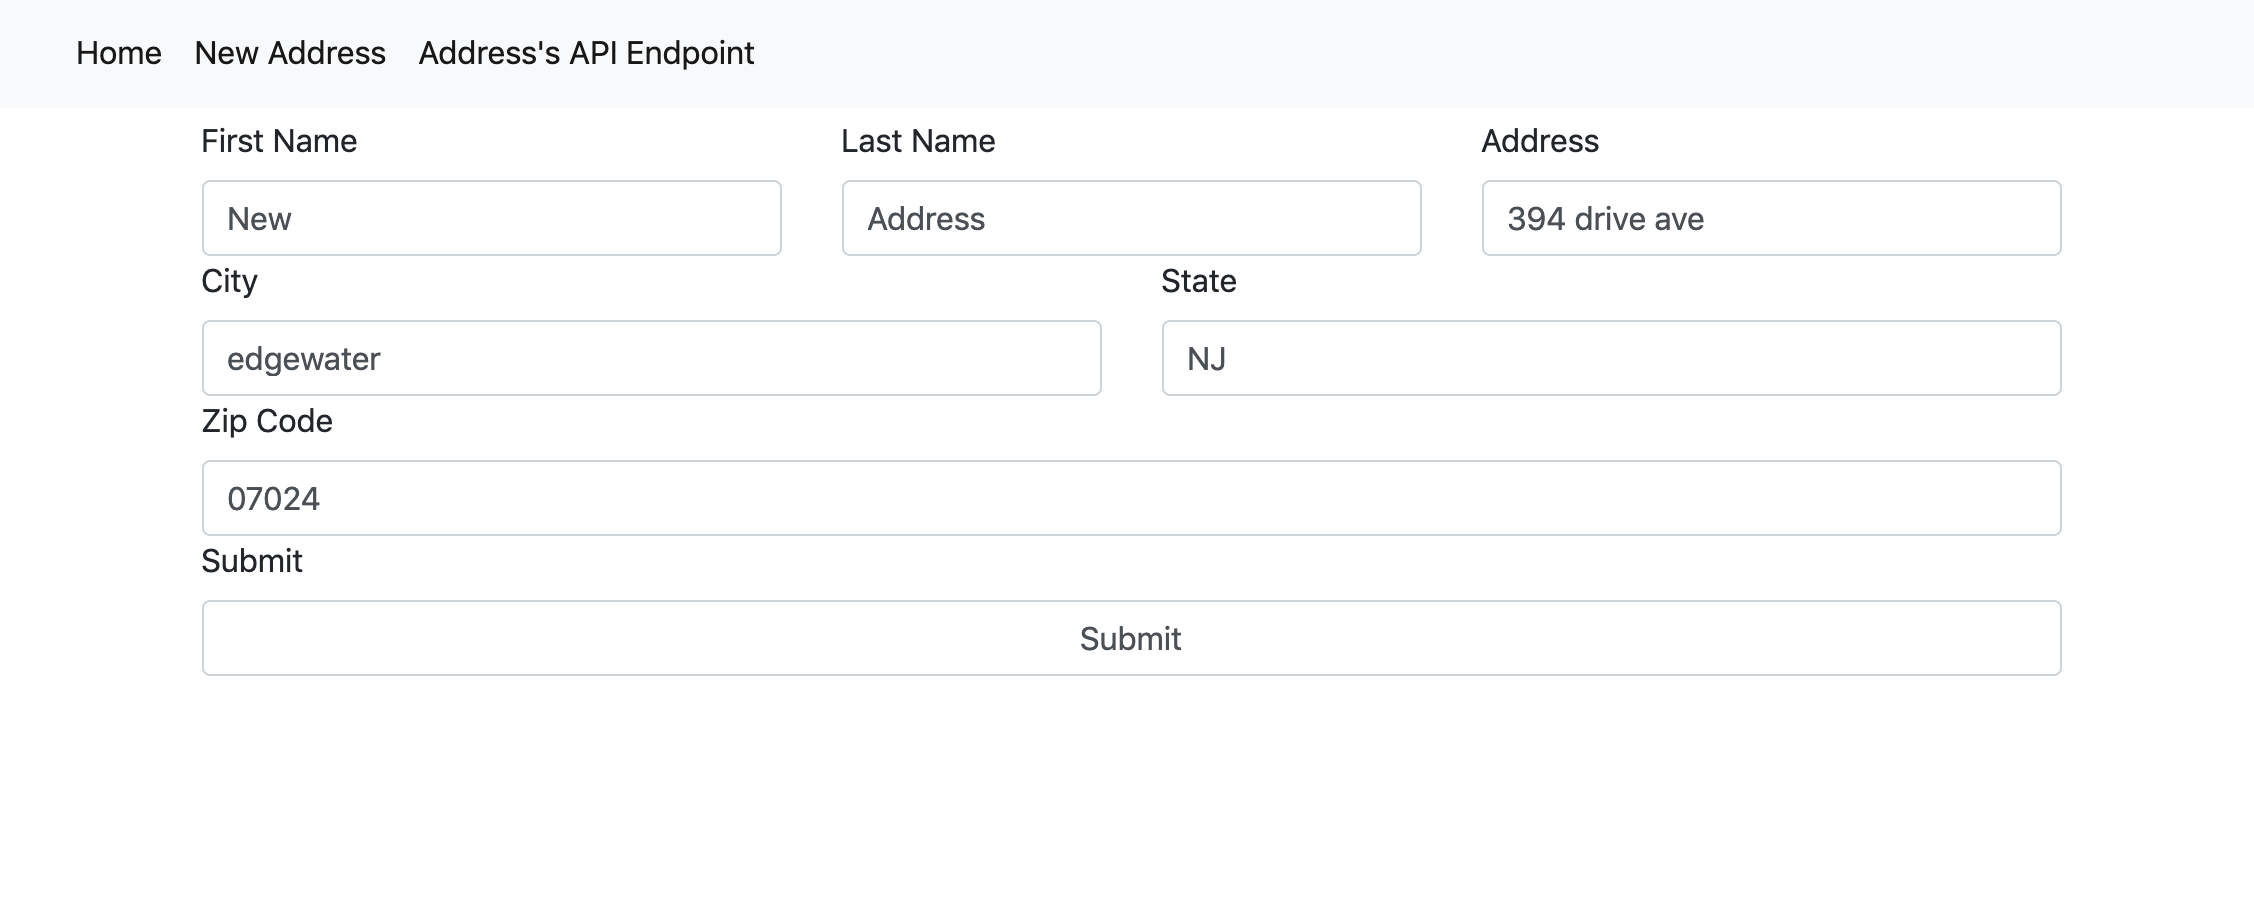 Home New Address Address's API Endpoint
First Name Last Name Address
New Address 394 drive ave
City State
edgewater NJ
Zip Code
07024
Submit
Submit